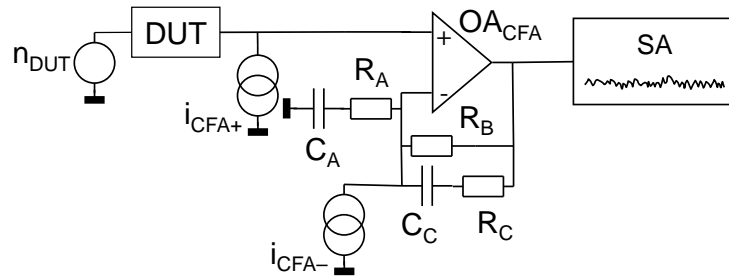 OA_CFA
DUT
SA
n_DUT
R_A
i_CFA+
+
-
C_A
R_B
C_C
R_C
i_CFA–